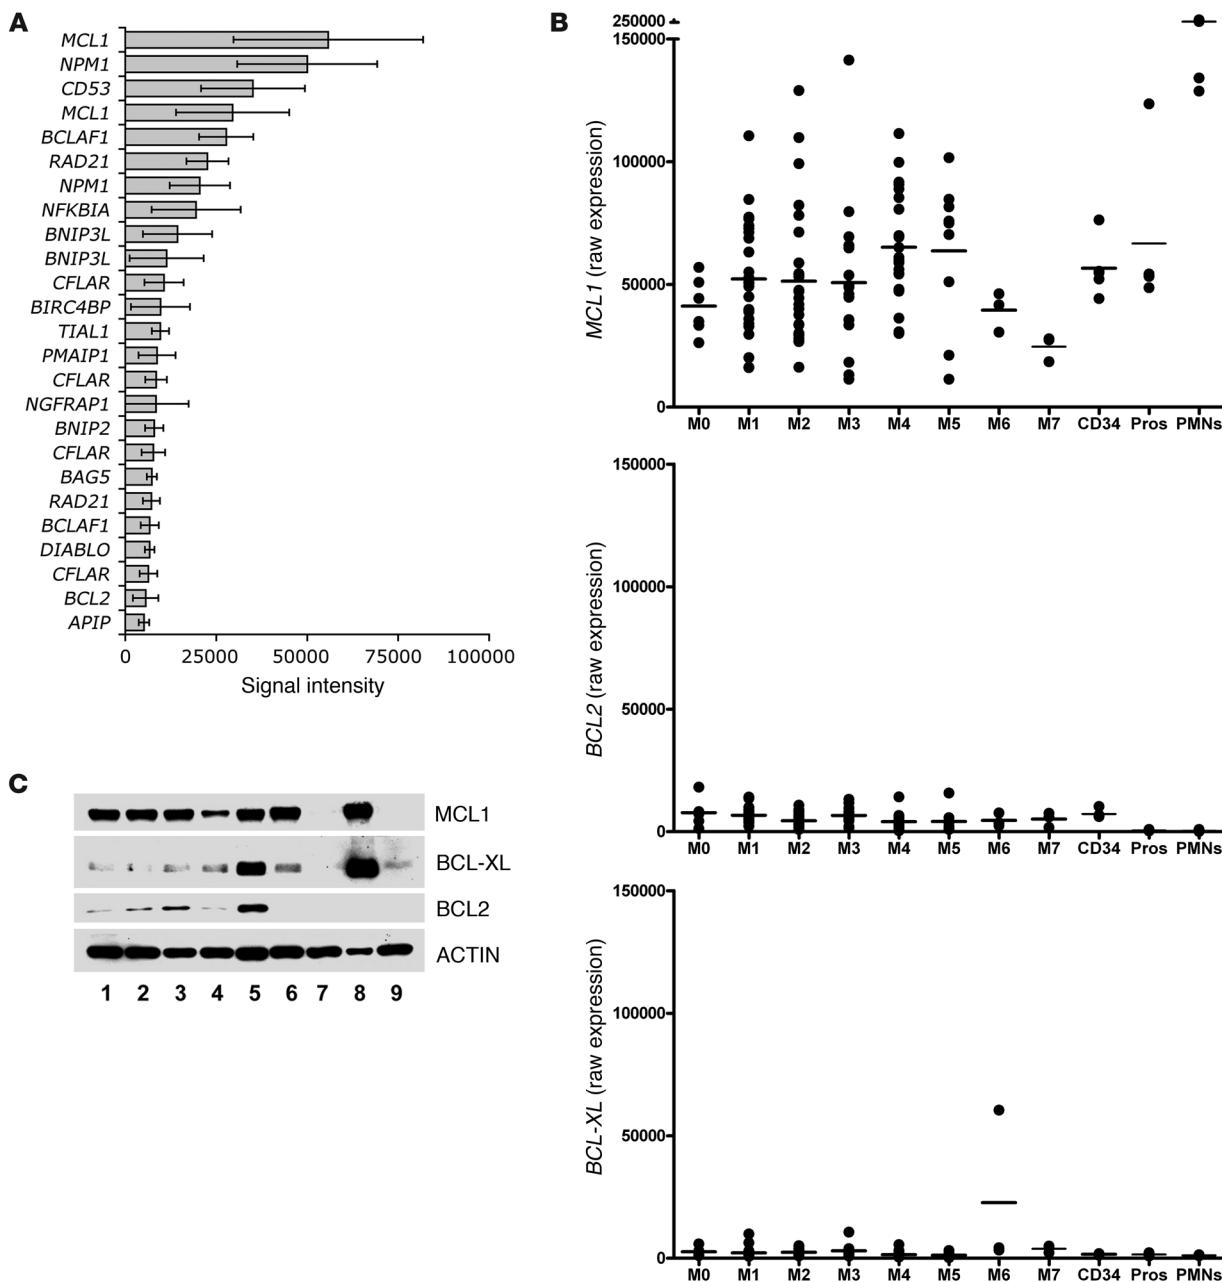 A
MCL1
NPM1
CD53
MCL1
BCLAF1
RAD21
NPM1
NFKBIA
BNIP3L
BNIP3L
CFLAR
BIRC4BP
TIAL1
PMAIP1
CFLAR
NGFRAP1
BNIP2
CFLAR
BAG5
RAD21
BCLAF1
DIABLO
CFLAR
BCL2
APIP
0 25000 50000 75000 100000
Signal intensity
B
250000
150000
100000
50000
0
MCL1 (raw expression)
M0 M1 M2 M3 M4 M5 M6 M7 CD34 Pros PMNs
150000
100000
50000
0
BCL2 (raw expression)
M0 M1 M2 M3 M4 M5 M6 M7 CD34 Pros PMNs
150000
100000
50000
0
BCL-XL (raw expression)
M0 M1 M2 M3 M4 M5 M6 M7 CD34 Pros PMNs
C
MCL1
BCL-XL
BCL2
ACTIN
1 2 3 4 5 6 7 8 9